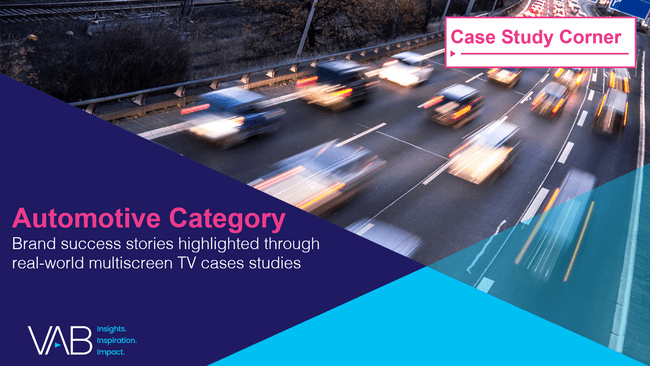 Case Study Corner
Automotive Category
Brand success stories highlighted through
real-world multiscreen TV cases studies
VAB
Insights.
Inspiration.
Impact.